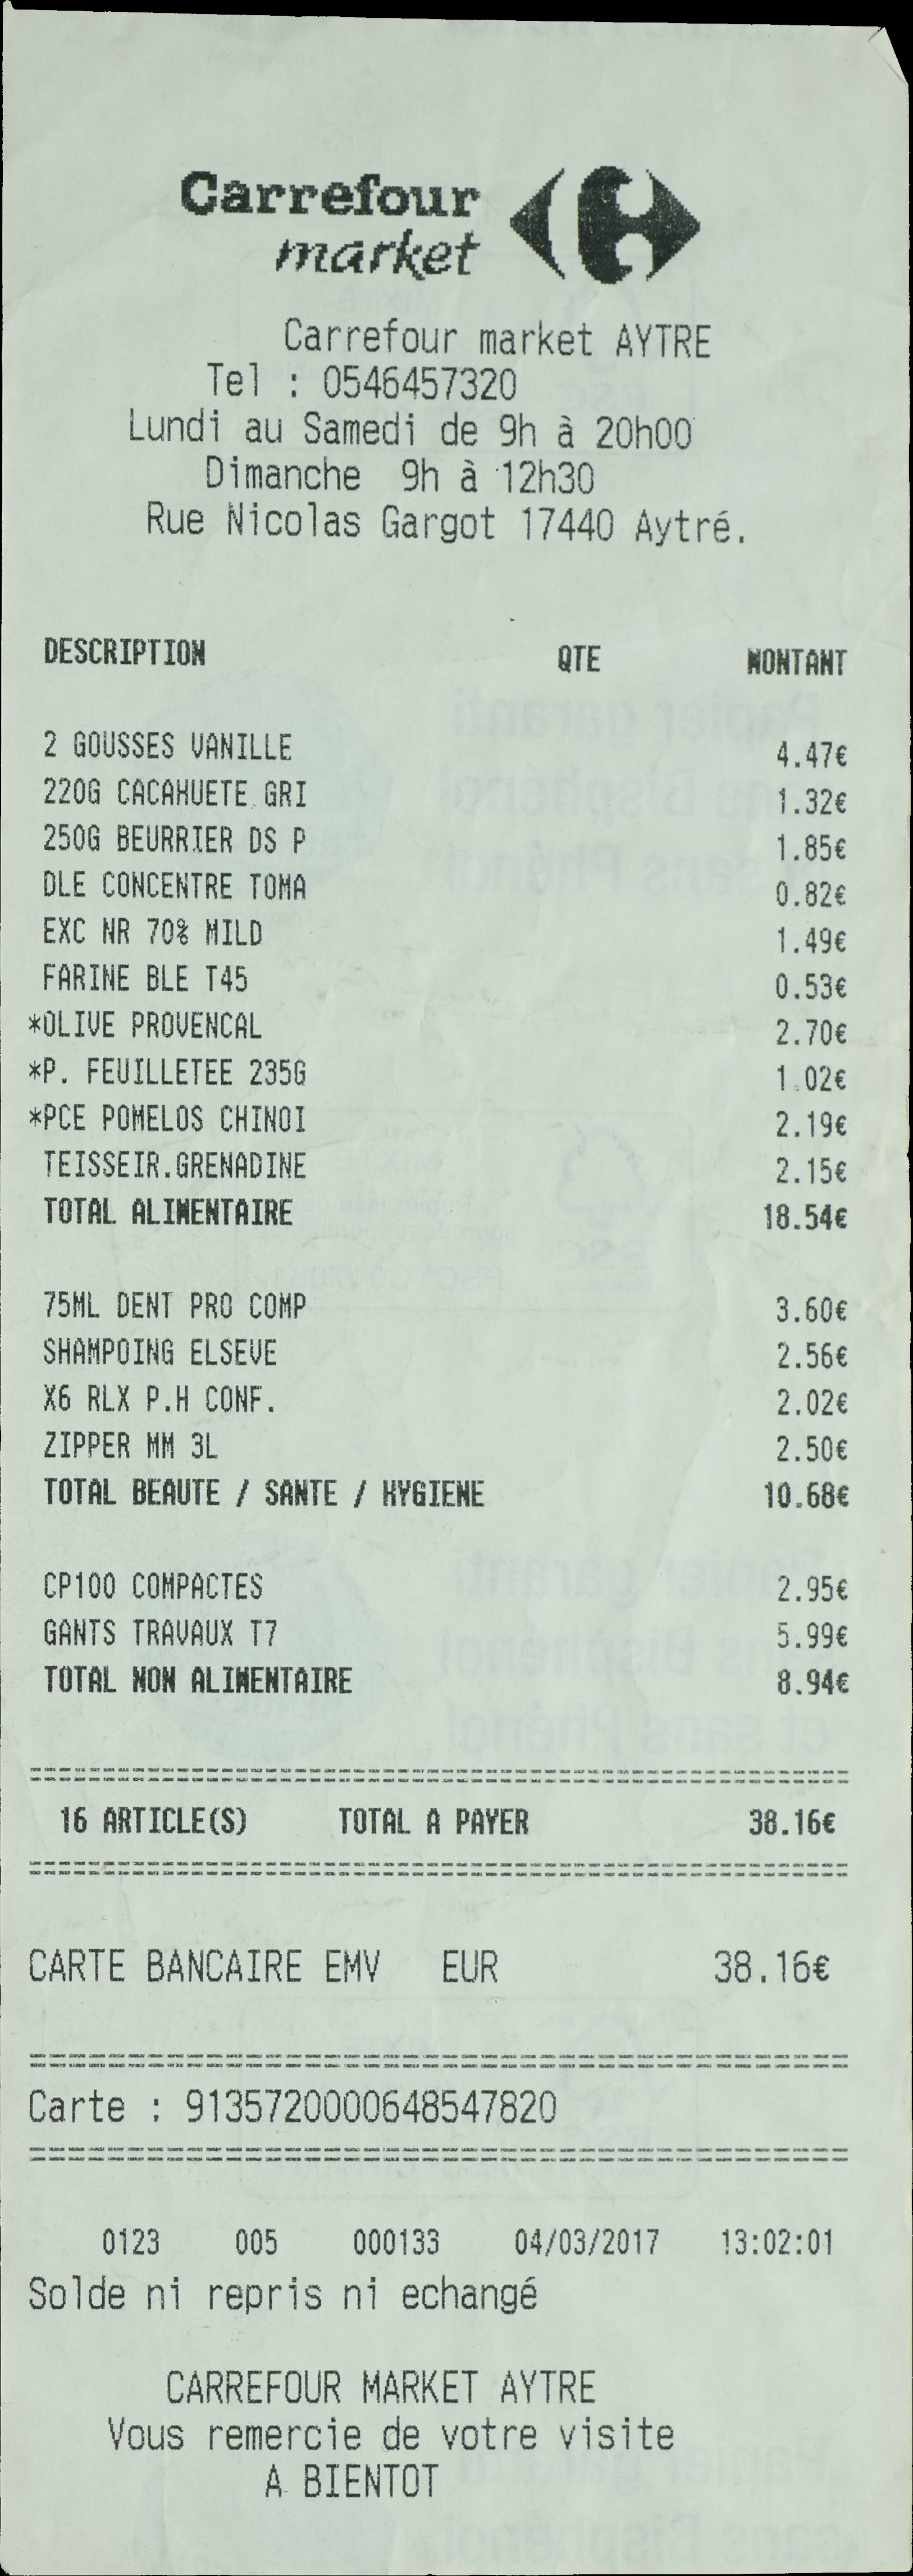 Carrefour
market
Carrefour market AYTRE
Tel : 0546457320
Lundi au Samedi de 9h à 20h00
Dimanche 9h à 12h30
Rue Nicolas Gargot 17440 Aytré.
DESCRIPTION QTE MONTANT
2 GOUSSES VANILLE 4.47€
220G CACAHUETE GRI 1.32€
250G BEURRIER DS P 1.85€
DLE CONCENTRE TOMA 0.82€
EXC NR 70% MILD 1.49€
FARINE BLE T45 0.53€
*OLIVE PROVENCAL 2.70€
*P. FEUILLETEE 235G 1.02€
*PCE POMELOS CHINOI 2.19€
TEISSEIR.GRENADINE 2.15€
TOTAL ALIMENTAIRE 18.54€
75ML DENT PRO COMP 3.60€
SHAMPOING ELSEVE 2.56€
X6 RLX P.H CONF. 2.02€
ZIPPER MM 3L 2.50€
TOTAL BEAUTE / SANTE / HYGIENE 10.68€
CP100 COMPACTES 2.95€
GANTS TRAVAUX T7 5.99€
TOTAL NON ALIMENTAIRE 8.94€
16 ARTICLE(S) TOTAL A PAYER 38.16€
CARTE BANCAIRE EMV EUR 38.16€
Carte : 9135720000648547820
0123 005 000133 04/03/2017 13:02:01
Solde ni repris ni echangé
CARREFOUR MARKET AYTRE
Vous remercie de votre visite
A BIENTOT